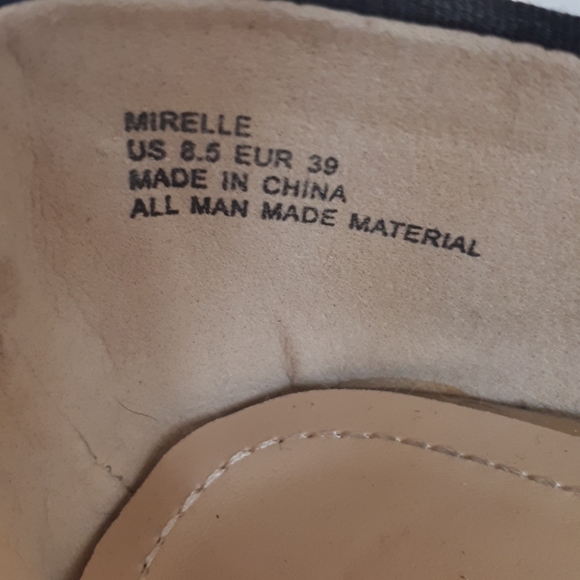 MIRELLE
US 8.5 EUR 39
MADE IN CHINA
ALL MAN MADE MATERIAL